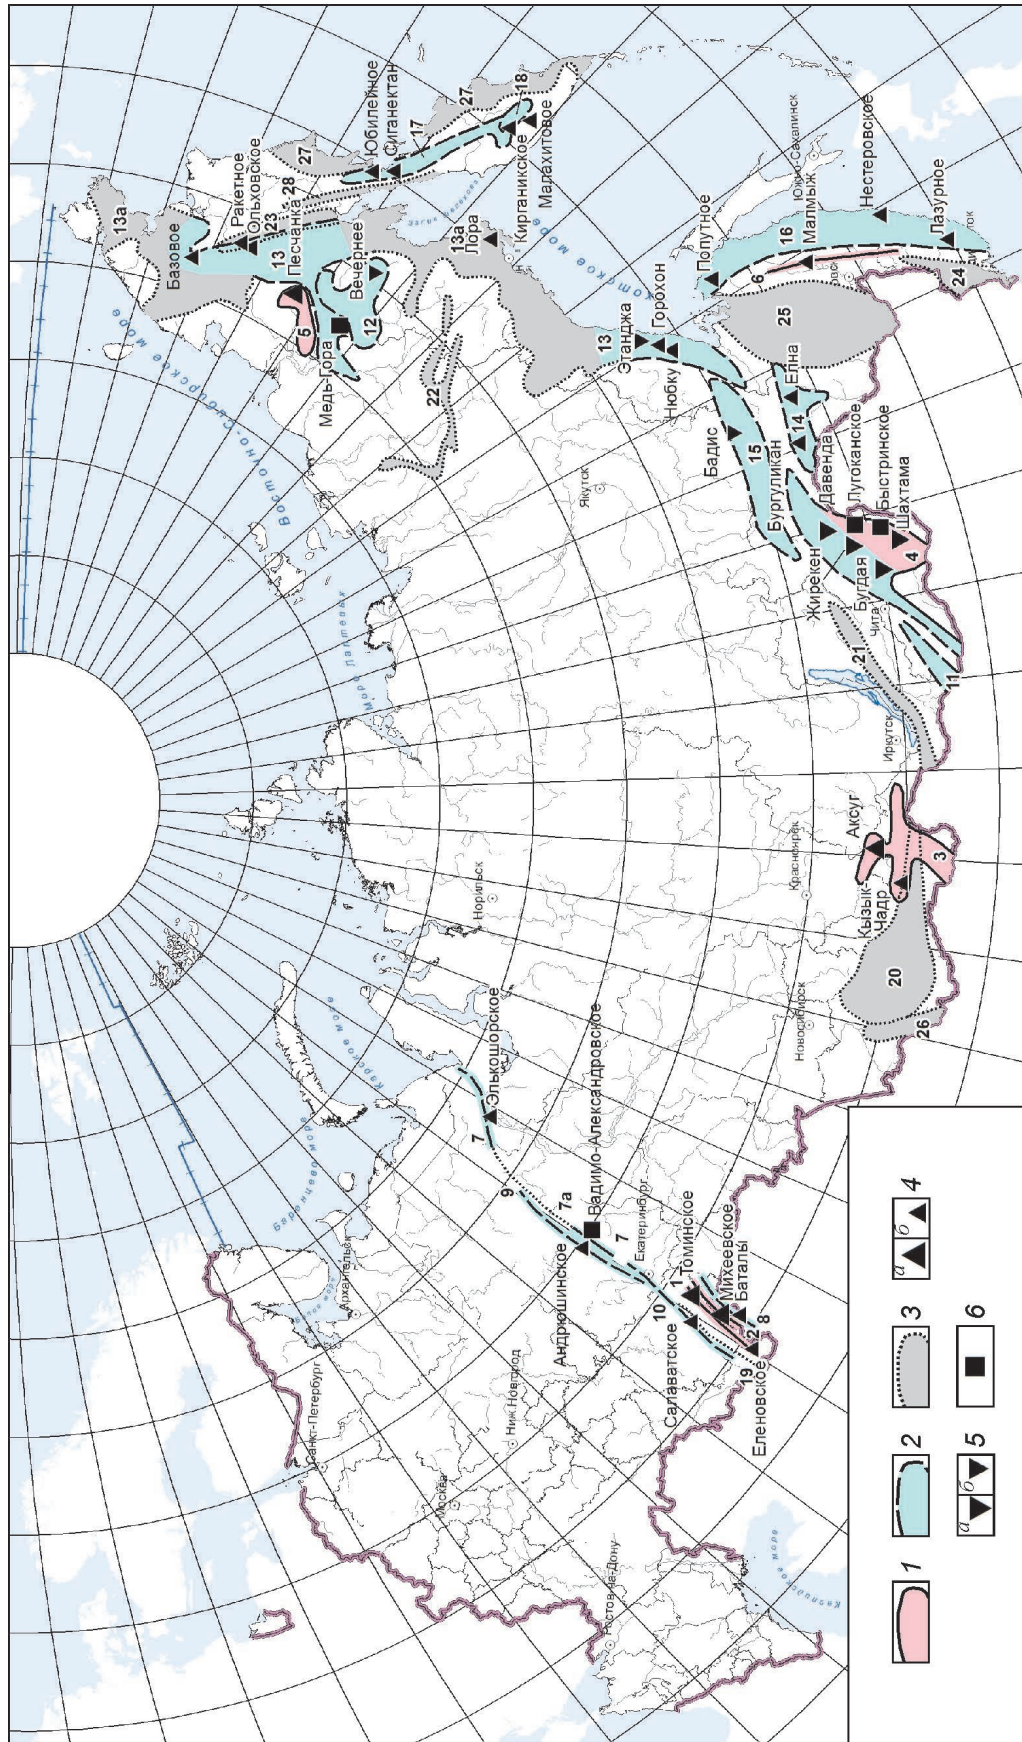 Баренцево море
Карское море
Море Лаптевых
Восточно-Сибирское море
Каспийское море
Санкт-Петербург
Архангельск
Москва
Ниж.Новгород
Ростов-на-Дону
Екатеринбург
Норильск
Новосибирск
Красноярск
Иркутск
Чита
Якутск
Южно-Сахалинск
Элькошорское
7
9
7а
Вадимо-Александровское
Андрюшинское
7
10
1
Томинское
Салаватское
Михеевское
Баталы
8
2
19
Еленовское
Кызык-
Чадр
Аксуг
3
20
26
21
11
Жирекен
Бугдая
Давенда
Лугоканское
Быстринское
Шахтама
4
Бадис
15
Бургуликан
14
Елна
25
Этанджа
13
Горохон
Нюбку
Попутное
16
6
Малмыж
Нестеровское
Лазурное
24
22
Базовое
13а
Ракетное
Ольховское
23
28
13
Песчанка
5
Медь-Гора
Вечернее
12
13а
Лора
27
17
Юбилейное
Сиганектан
27
18
Кирганикское
Малахитовое
1
2
3
а б
4
а б
5
6